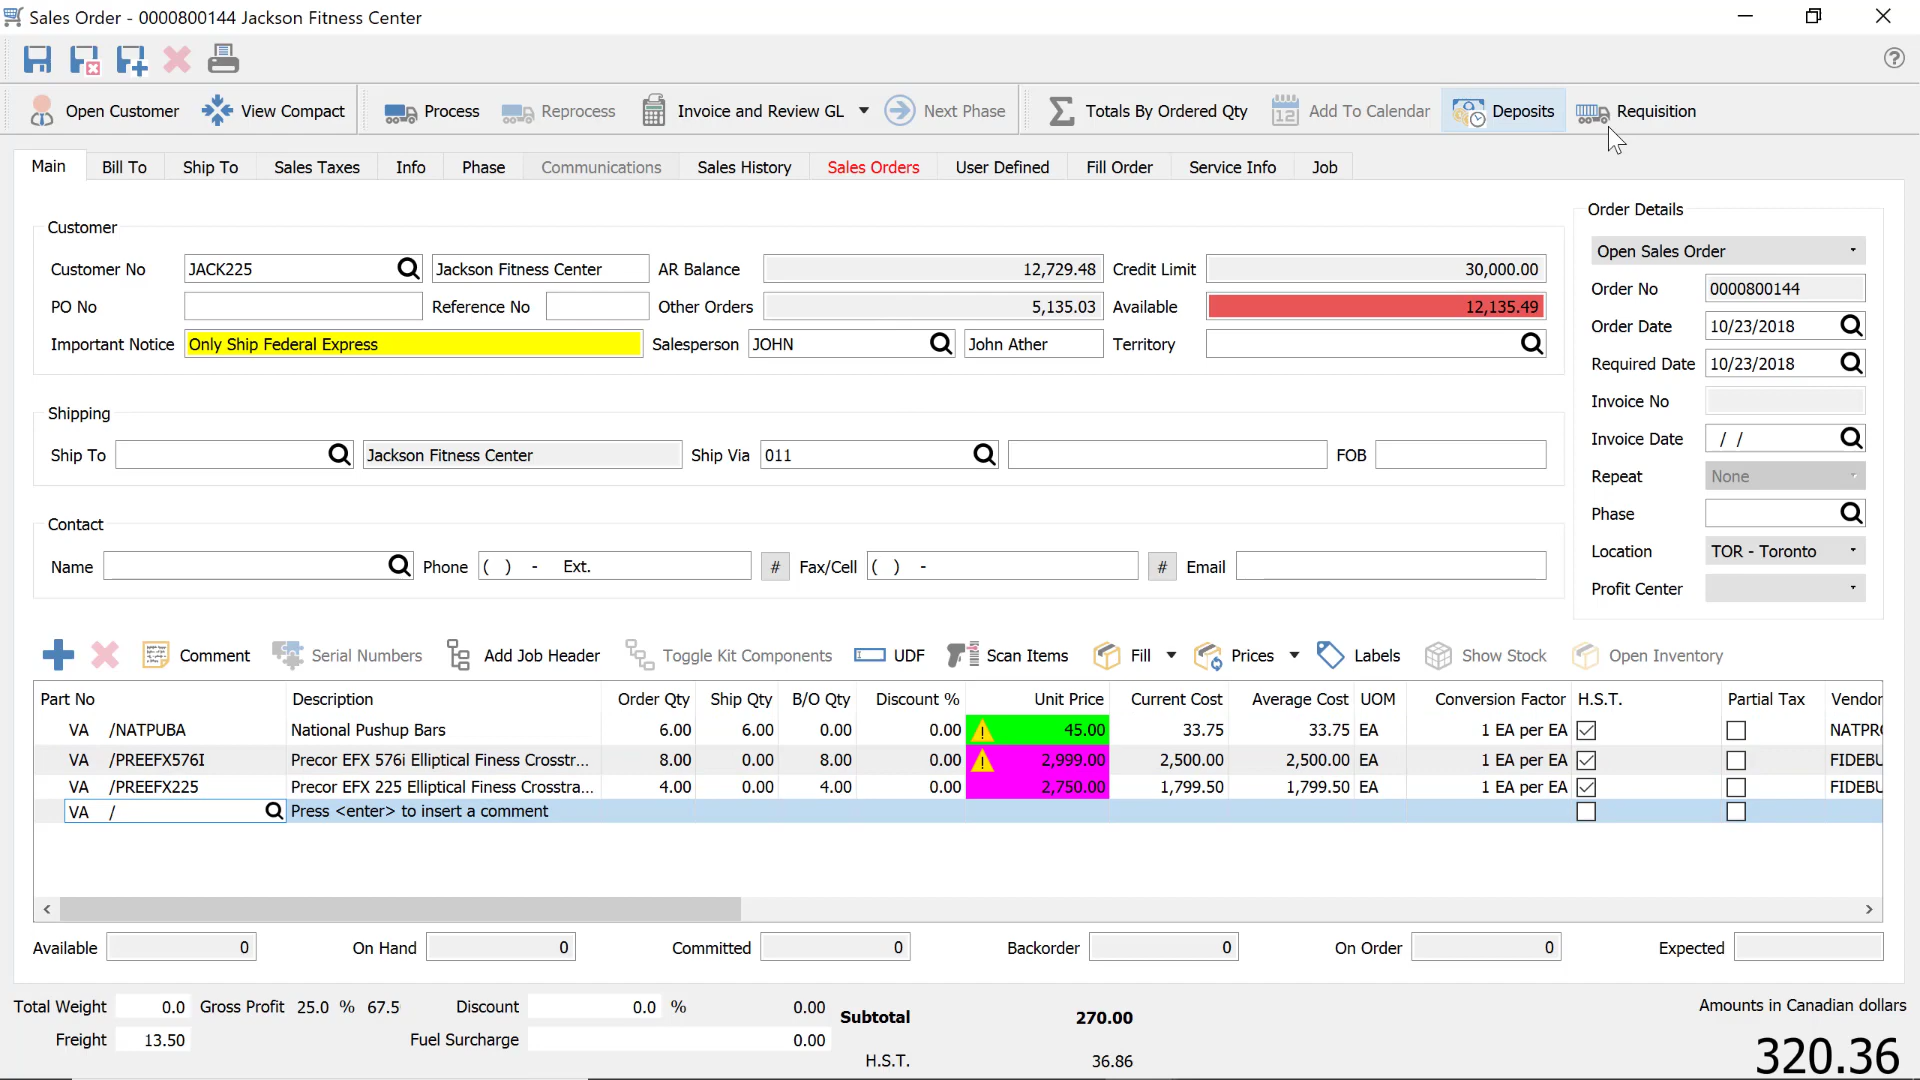 Sales Order - 0000800144 Jackson Fitness Center
Open Customer View Compact Process Reprocess Invoice and Review GL Next Phase Totals By Ordered Qty 12 Add To Calendar Deposits Requisition
Main Bill To Ship To Sales Taxes Info Phase Communications Sales History Sales Orders User Defined Fill Order Service Info Job
Customer
Customer No JACK225 Jackson Fitness Center AR Balance 12,729.48 Credit Limit 30,000.00
PO No Reference No Other Orders 5,135.03 Available 12,135.49
Important Notice Only Ship Federal Express Salesperson JOHN John Ather Territory
Shipping
Ship To Jackson Fitness Center Ship Via 011 FOB
Contact
Name Phone ( ) - Ext. # Fax/Cell ( ) - # Email
Order Details
Open Sales Order
Order No 0000800144
Order Date 10/23/2018
Required Date 10/23/2018
Invoice No
Invoice Date / /
Repeat None
Phase
Location TOR - Toronto
Profit Center
Comment Serial Numbers Add Job Header Toggle Kit Components UDF Scan Items Fill Prices Labels Show Stock Open Inventory
Part No Description Order Qty Ship Qty B/O Qty Discount % Unit Price Current Cost Average Cost UOM Conversion Factor H.S.T. Partial Tax Vendor
VA /NATPUBA National Pushup Bars 6.00 6.00 0.00 0.00 45.00 33.75 33.75 EA 1 EA per EA NATPR
VA /PREEFX576I Precor EFX 576i Elliptical Finess Crosstr... 8.00 0.00 8.00 0.00 2,999.00 2,500.00 2,500.00 EA 1 EA per EA FIDEBU
VA /PREEFX225 Precor EFX 225 Elliptical Finess Crosstra... 4.00 0.00 4.00 0.00 2,750.00 1,799.50 1,799.50 EA 1 EA per EA FIDEBU
VA / Press <enter> to insert a comment
Available 0 On Hand 0 Committed 0 Backorder 0 On Order 0 Expected
Total Weight 0.0 Gross Profit 25.0 % 67.5 Discount 0.0 % 0.00 Subtotal 270.00 Amounts in Canadian dollars
Freight 13.50 Fuel Surcharge 0.00 H.S.T. 36.86 320.36